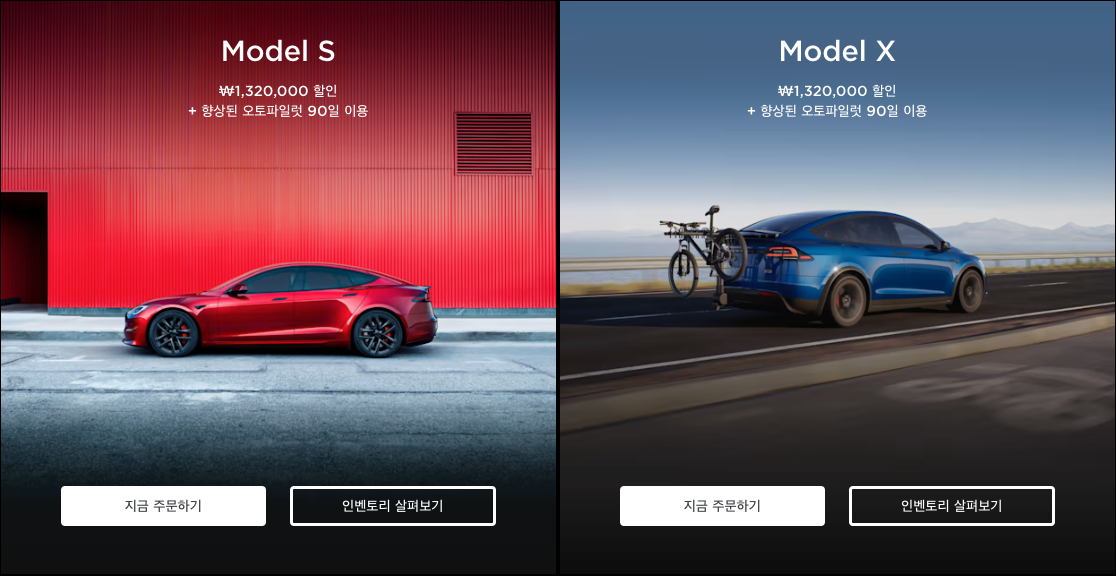 Model S
₩1,320,000 할인
+ 향상된 오토파일럿 90일 이용
지금 주문하기
인벤토리 살펴보기
Model X
₩1,320,000 할인
+ 향상된 오토파일럿 90일 이용
지금 주문하기
인벤토리 살펴보기